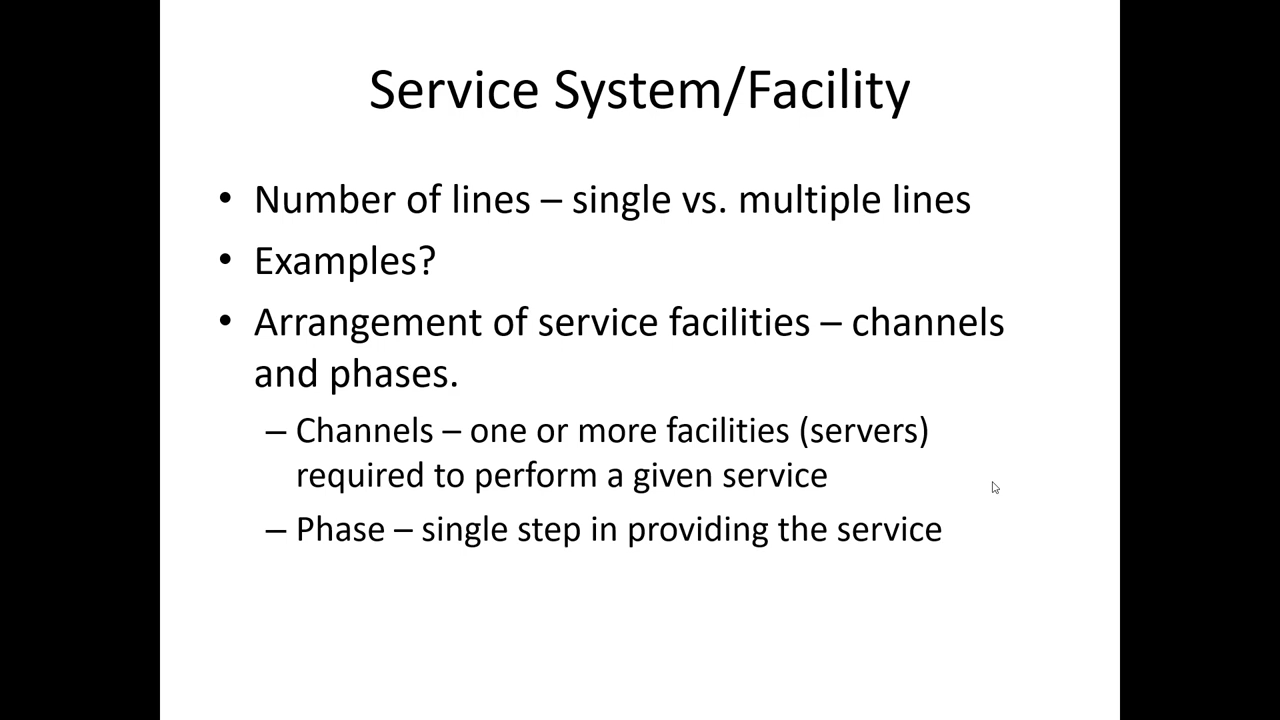 Service System/Facility
• Number of lines – single vs. multiple lines
• Examples?
• Arrangement of service facilities – channels
and phases.
– Channels – one or more facilities (servers)
required to perform a given service
– Phase – single step in providing the service